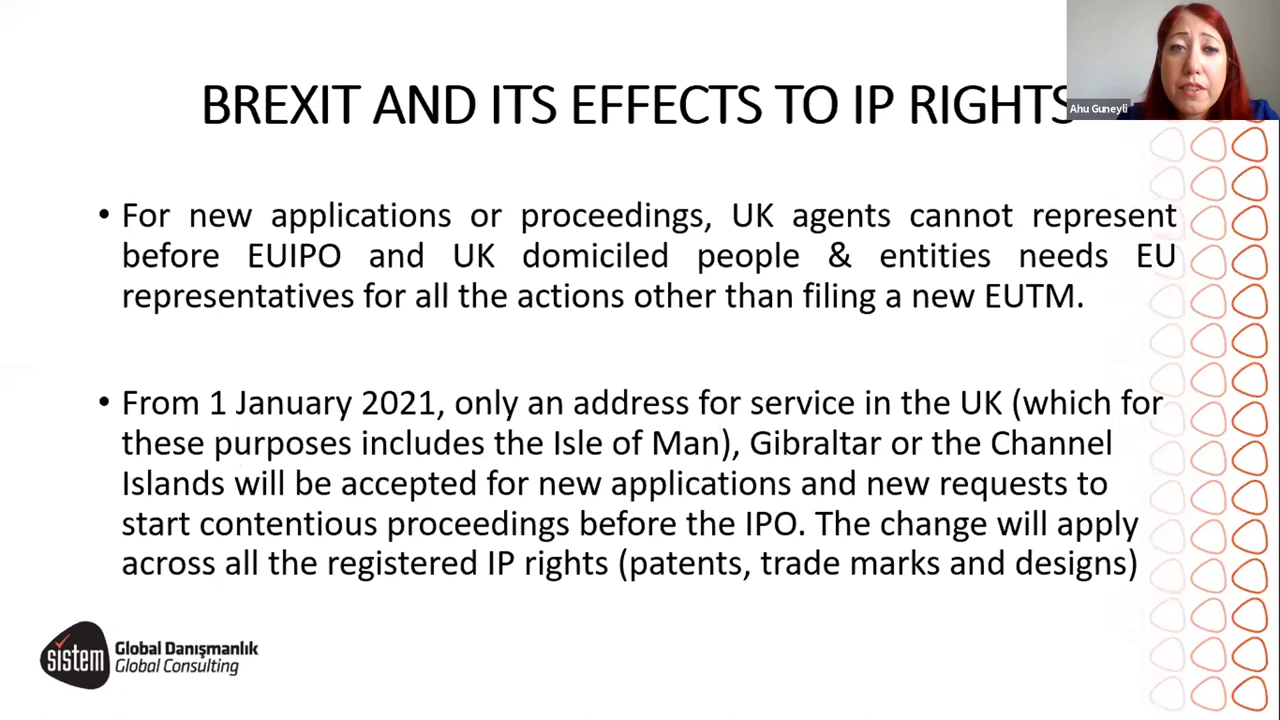 BREXIT AND ITS EFFECTS TO IP RIGHTS
Ahu Guneyli
• For new applications or proceedings, UK agents cannot represent
before EUIPO and UK domiciled people & entities needs EU
representatives for all the actions other than filing a new EUTM.
• From 1 January 2021, only an address for service in the UK (which for
these purposes includes the Isle of Man), Gibraltar or the Channel
Islands will be accepted for new applications and new requests to
start contentious proceedings before the IPO. The change will apply
across all the registered IP rights (patents, trade marks and designs)
sistem
Global Danışmanlık
Global Consulting